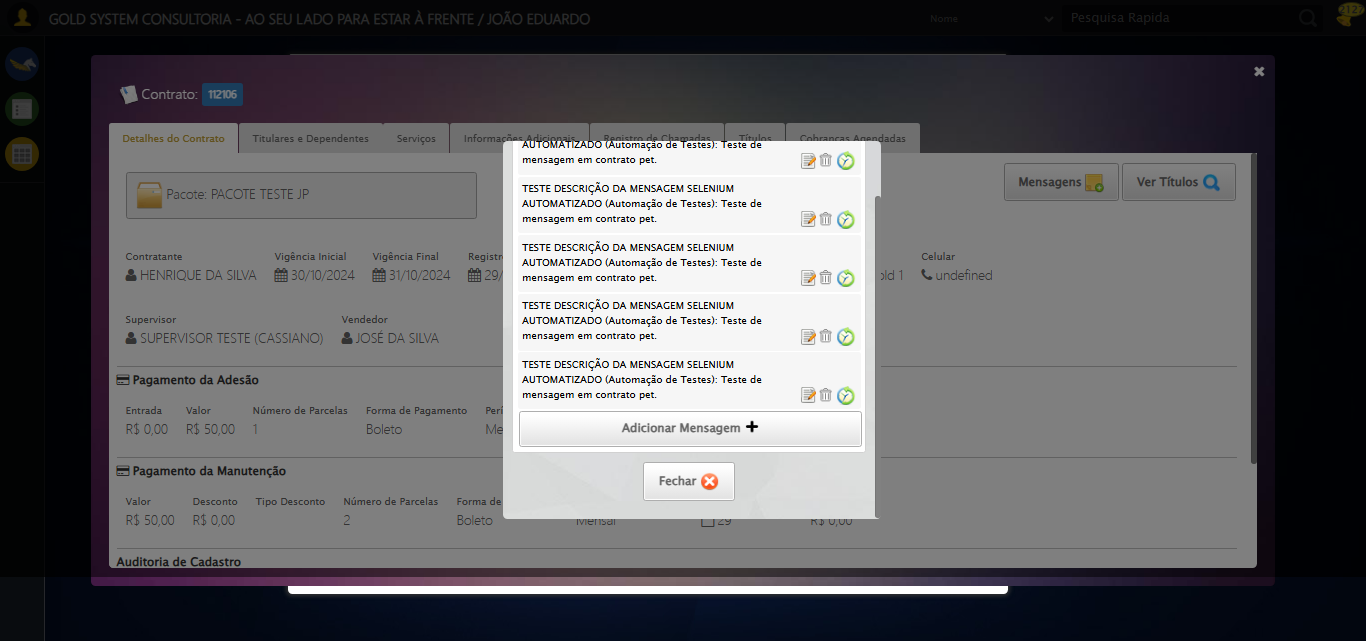 GOLD SYSTEM CONSULTORIA - AO SEU LADO PARA ESTAR À FRENTE / JOÃO EDUARDO
Nome
Pesquisa Rapida
Contrato: 112106
Detalhes do Contrato
Titulares e Dependentes
Serviços
Informações Adicionais
Registro de Chamadas
Títulos
Cobranças Agendadas
Pacote: PACOTE TESTE JP
Mensagens
Ver Títulos
Contratante
Vigência Inicial
Vigência Final
Celular
HENRIQUE DA SILVA
30/10/2024
31/10/2024
29/
old 1
undefined
Supervisor
Vendedor
SUPERVISOR TESTE (CASSIANO)
JOSÉ DA SILVA
Pagamento da Adesão
Entrada
Valor
Número de Parcelas
Forma de Pagamento
R$ 0,00
R$ 50,00
1
Boleto
Pagamento da Manutenção
Valor
Desconto
Tipo Desconto
Número de Parcelas
Forma de
R$ 50,00
R$ 0,00
2
Boleto
Mensal
29
R$ 0,00
Auditoria de Cadastro
AUTOMATIZADO (Automação de Testes): Teste de
mensagem em contrato pet.
TESTE DESCRIÇÃO DA MENSAGEM SELENIUM
AUTOMATIZADO (Automação de Testes): Teste de
mensagem em contrato pet.
TESTE DESCRIÇÃO DA MENSAGEM SELENIUM
AUTOMATIZADO (Automação de Testes): Teste de
mensagem em contrato pet.
TESTE DESCRIÇÃO DA MENSAGEM SELENIUM
AUTOMATIZADO (Automação de Testes): Teste de
mensagem em contrato pet.
TESTE DESCRIÇÃO DA MENSAGEM SELENIUM
AUTOMATIZADO (Automação de Testes): Teste de
mensagem em contrato pet.
Adicionar Mensagem
Fechar